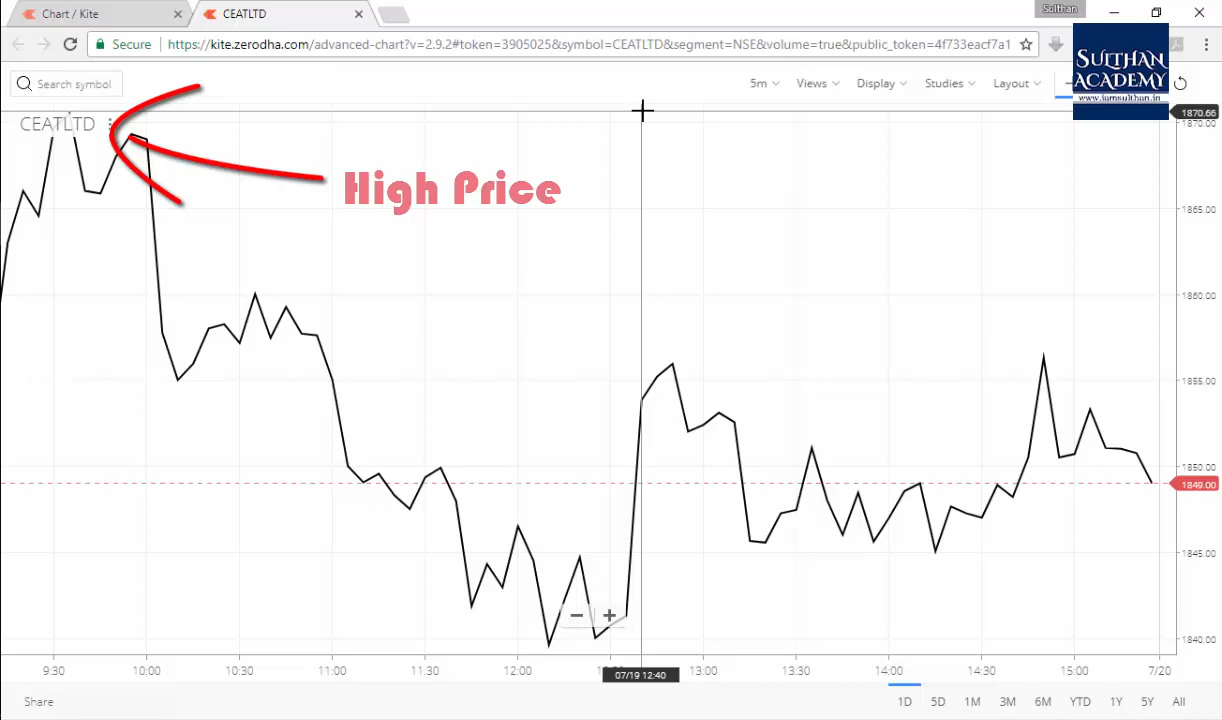 Chart / Kite
CEATLTD
Sulthan
Secure
https://kite.zerodha.com/advanced-chart?v=2.9.2#token=3905025&symbol=CEATLTD&segment=NSE&volume=true&public_token=4f733eacf7a1
SULTHAN
ACADEMY
www.iamsulthan.in
Search symbol
5m
Views
Display
Studies
Layout
CEATLTD
High Price
1870.66
1870.00
1865.00
1860.00
1855.00
1850.00
1849.00
1845.00
1840.00
9:30 10:00 10:30 11:00 11:30 12:00 13:00 13:30 14:00 14:30 15:00 7/20
07/19 12:40
Share
1D 5D 1M 3M 6M YTD 1Y 5Y All